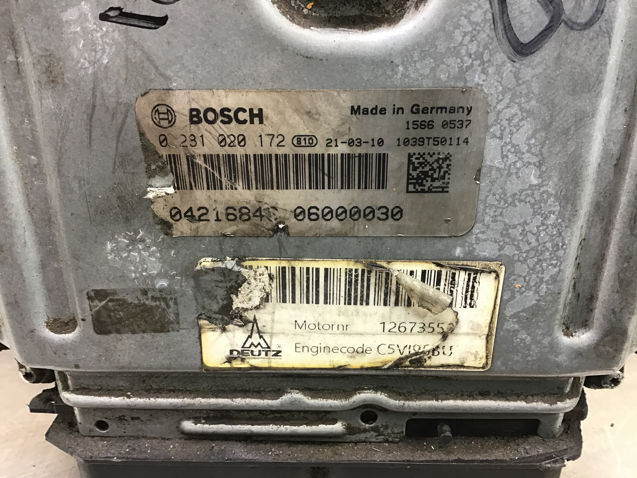 BOSCH
Made in Germany
1566 0537
0 281 020 172 810 21-03-10 1039T50114
06000030
Motornr
DEUTZ
Enginecode